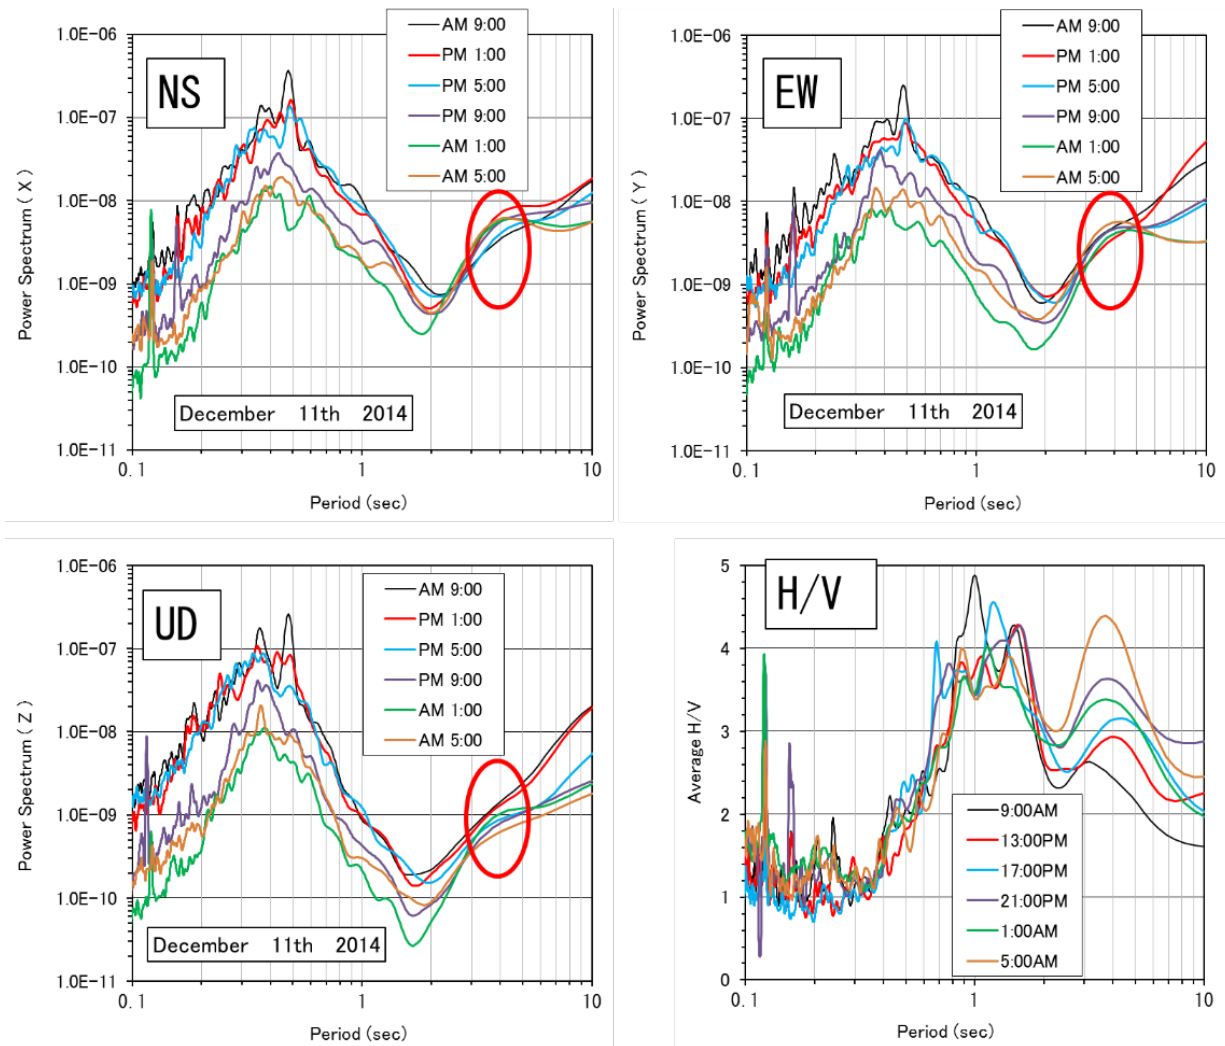 1.0E-06
1.0E-07
1.0E-08
1.0E-09
1.0E-10
1.0E-11
Power Spectrum ( X )
NS
AM 9:00
PM 1:00
PM 5:00
PM 9:00
AM 1:00
AM 5:00
December 11th 2014
0.1
1
10
Period (sec)
1.0E-06
1.0E-07
1.0E-08
1.0E-09
1.0E-10
1.0E-11
Power Spectrum ( Y )
EW
AM 9:00
PM 1:00
PM 5:00
PM 9:00
AM 1:00
AM 5:00
December 11th 2014
0.1
1
10
Period (sec)
1.0E-06
1.0E-07
1.0E-08
1.0E-09
1.0E-10
1.0E-11
Power Spectrum ( Z )
UD
AM 9:00
PM 1:00
PM 5:00
PM 9:00
AM 1:00
AM 5:00
December 11th 2014
0.1
1
10
Period (sec)
5
4
3
2
1
0
Average H/V
H/V
9:00AM
13:00PM
17:00PM
21:00PM
1:00AM
5:00AM
0.1
1
10
Period (sec)